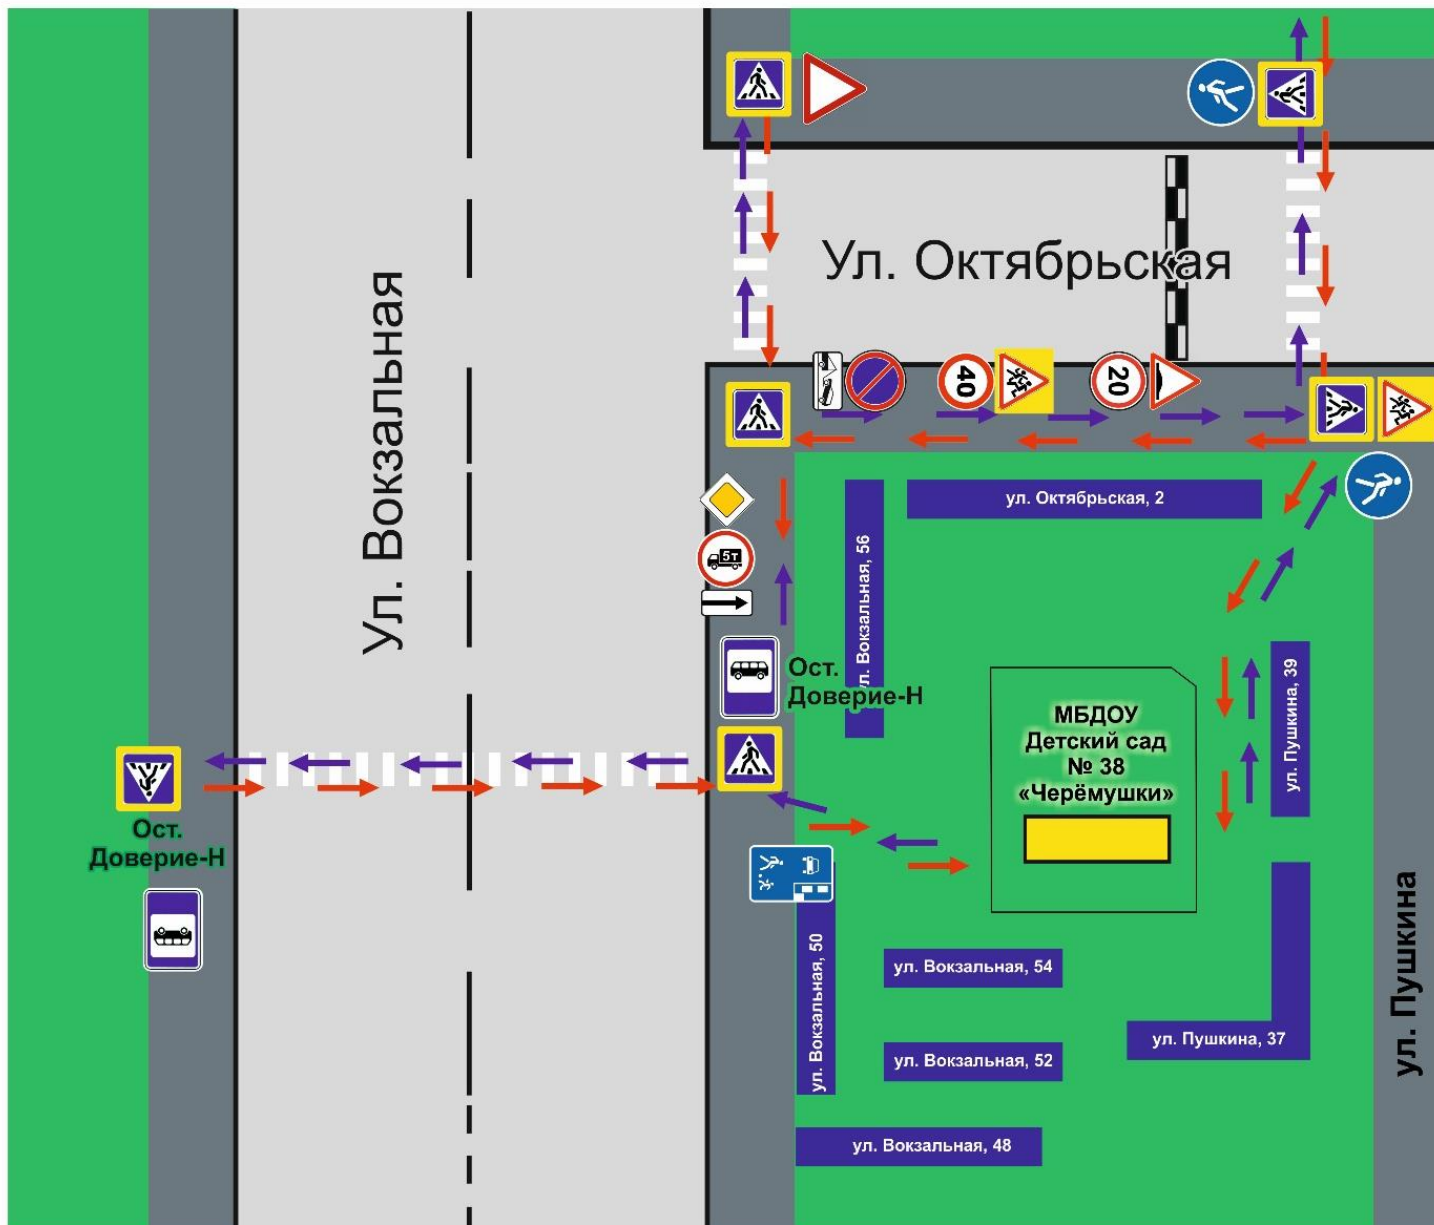 Ул. Октябрьская
Ул. Вокзальная
40
20
5т
ул. Октябрьская, 2
ул. Вокзальная, 56
Ост.
Доверие-Н
МБДОУ
Детский сад
№ 38
«Черёмушки»
ул. Пушкина, 39
Ост.
Доверие-Н
ул. Вокзальная, 50
ул. Вокзальная, 54
ул. Пушкина, 37
ул. Вокзальная, 52
ул. Вокзальная, 48
ул. Пушкина